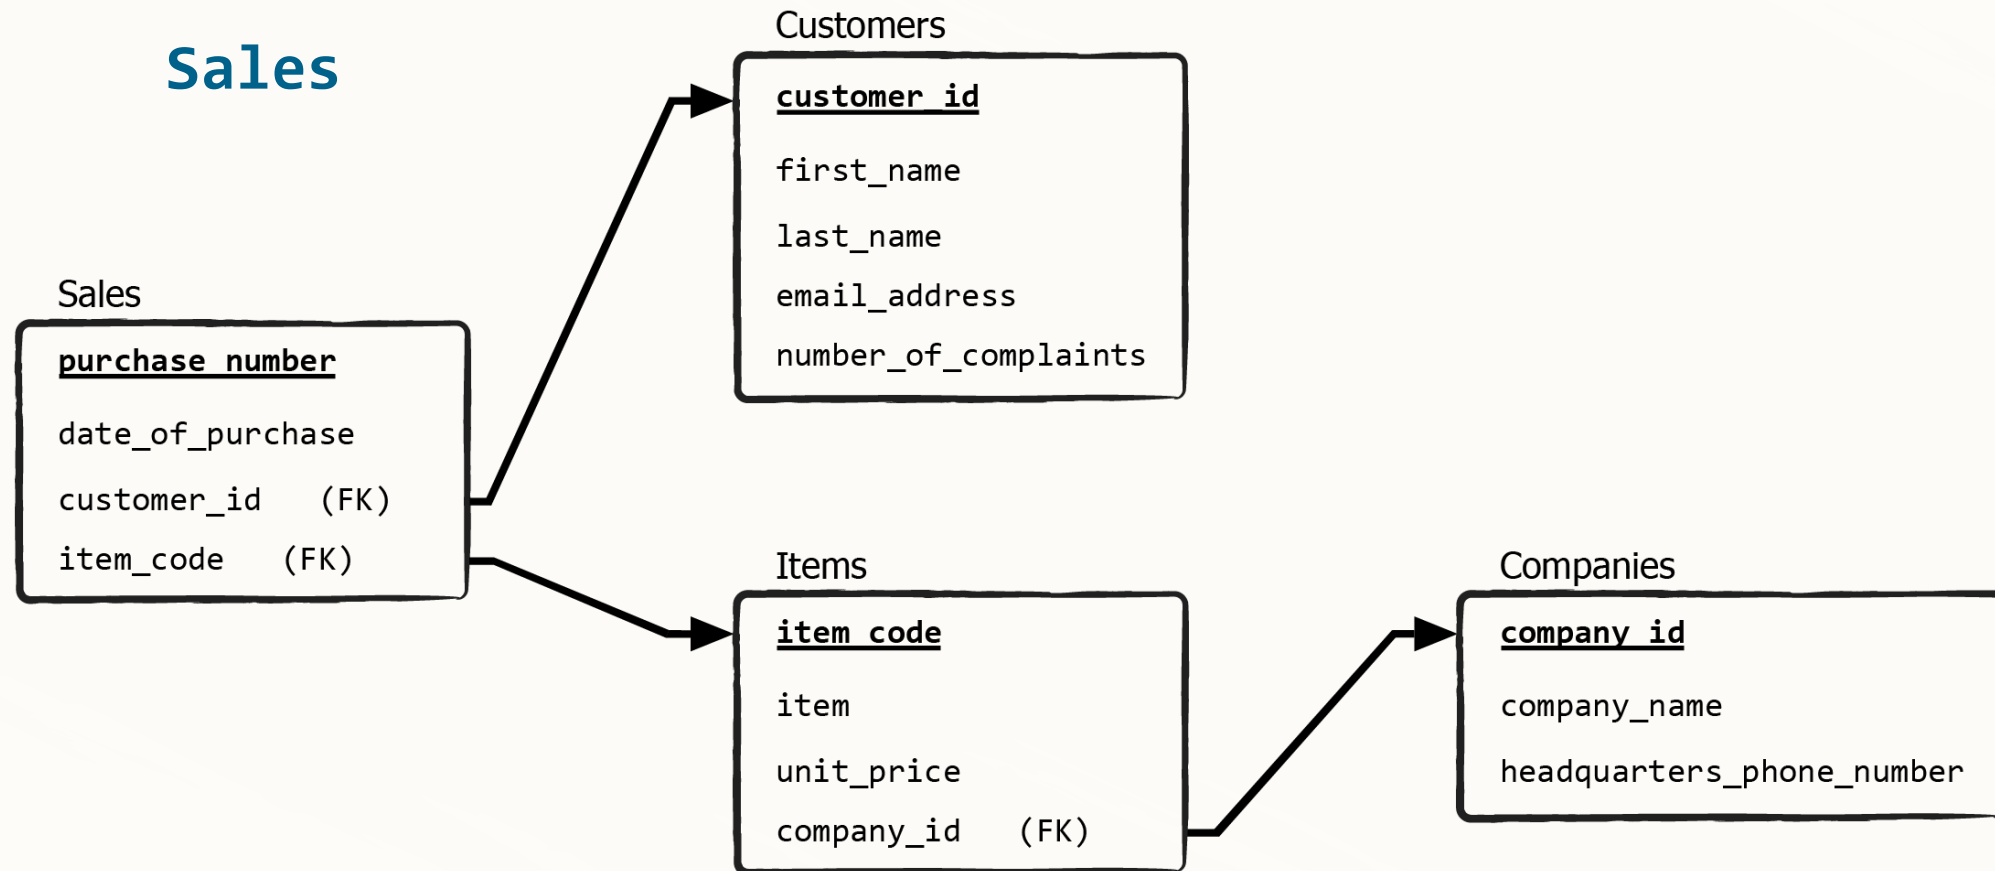 Sales
Customers
customer_id
first_name
last_name
email_address
number_of_complaints
Sales
purchase_number
date_of_purchase
customer_id (FK)
item_code (FK)
Items
item_code
item
unit_price
company_id (FK)
Companies
company_id
company_name
headquarters_phone_number